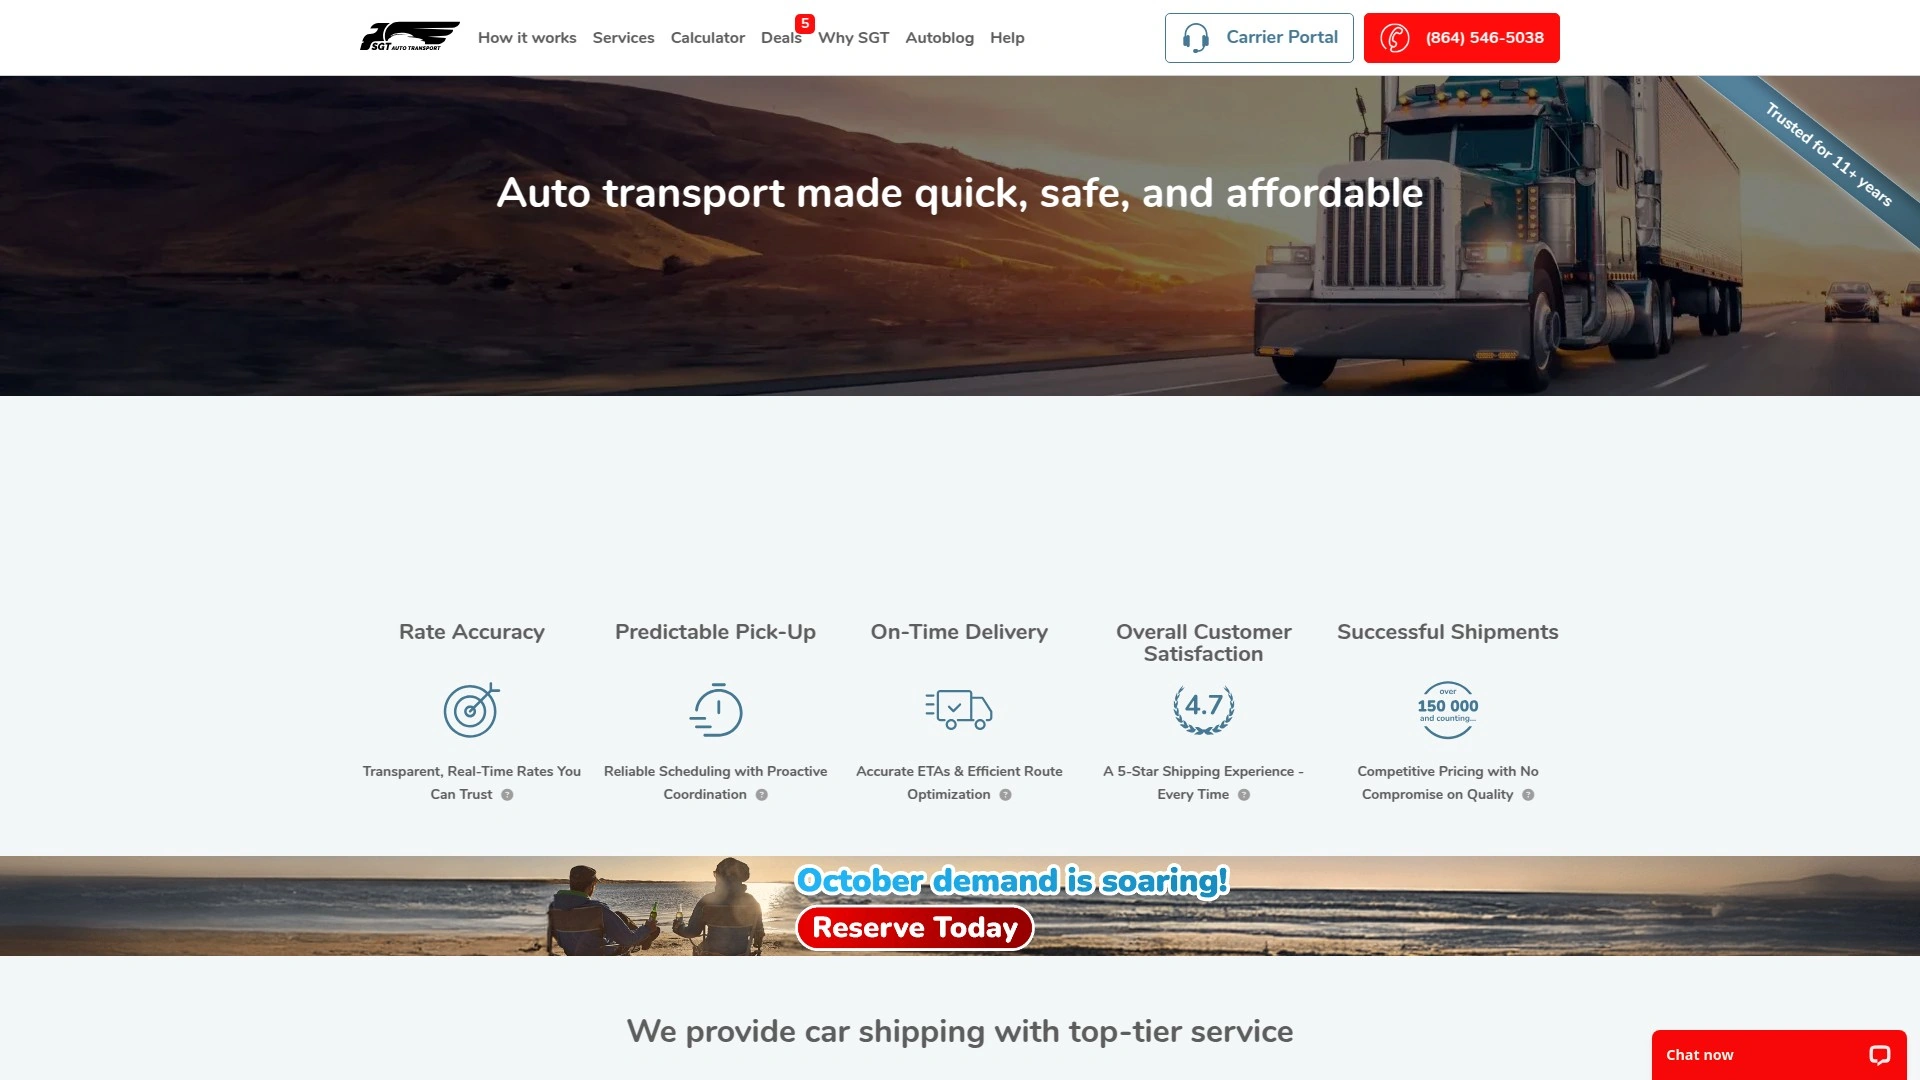 SGT AUTO TRANSPORT
How it works
Services
Calculator
Deals
5
Why SGT
Autoblog
Help
Carrier Portal
(864) 546-5038
Trusted for 11+ years
Auto transport made quick, safe, and affordable
Rate Accuracy
Transparent, Real-Time Rates You
Can Trust ?
Predictable Pick-Up
Reliable Scheduling with Proactive
Coordination ?
On-Time Delivery
Accurate ETAs & Efficient Route
Optimization ?
Overall Customer
Satisfaction
4.7
A 5-Star Shipping Experience -
Every Time ?
Successful Shipments
over
150 000
and counting...
Competitive Pricing with No
Compromise on Quality ?
October demand is soaring!
Reserve Today
We provide car shipping with top-tier service
Chat now